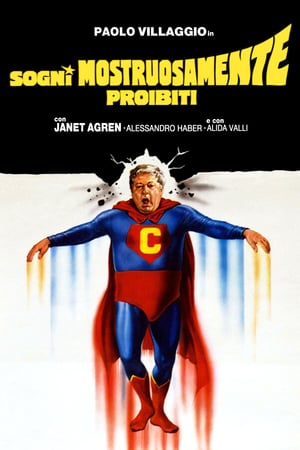 PAOLO VILLAGGIO in
SOGNI MOSTRUOSAMENTE
PROIBITI
con
JANET AGREN - ALESSANDRO HABER - e con ALIDA VALLI
C